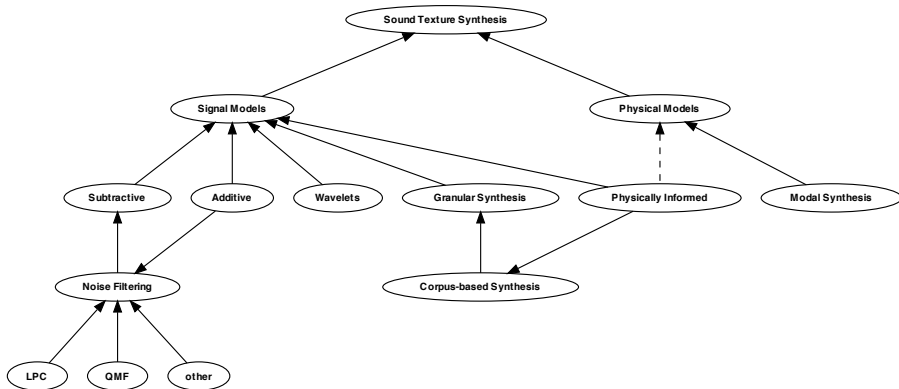 Sound Texture Synthesis
Signal Models
Physical Models
Subtractive
Additive
Wavelets
Granular Synthesis
Physically Informed
Modal Synthesis
Noise Filtering
Corpus-based Synthesis
LPC
QMF
other